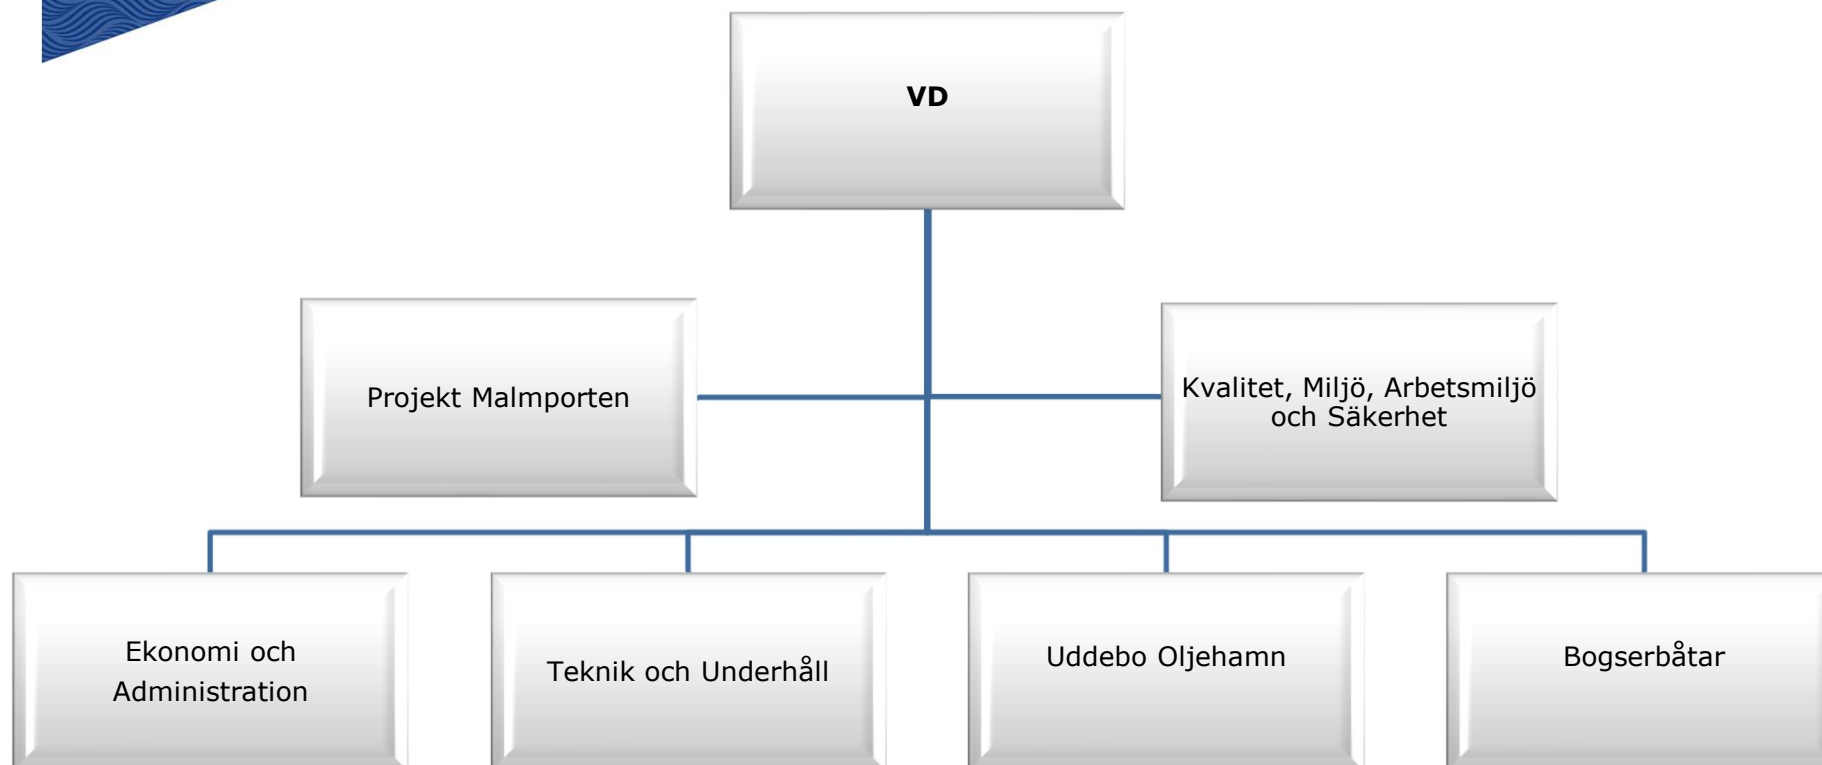 VD
Projekt Malmporten
Kvalitet, Miljö, Arbetsmiljö
och Säkerhet
Ekonomi och
Administration
Teknik och Underhåll
Uddebo Oljehamn
Bogserbåtar